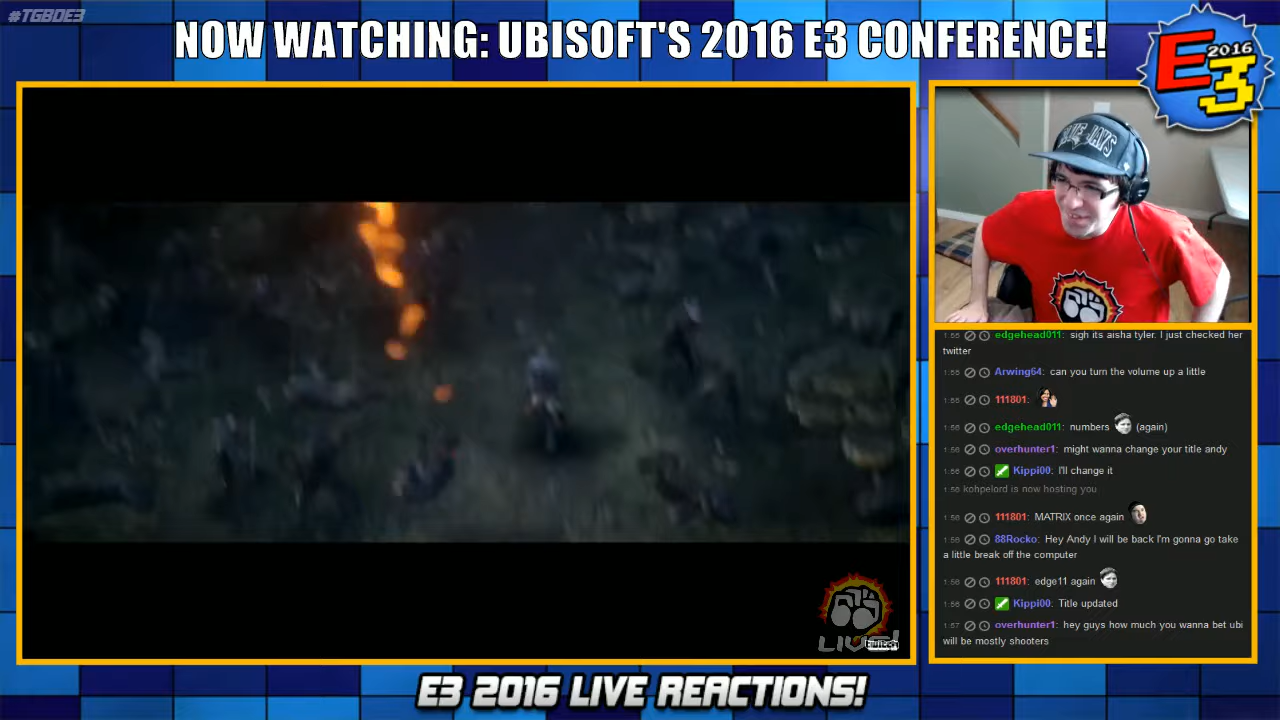 #TGBDE3
NOW WATCHING: UBISOFT'S 2016 E3 CONFERENCE!
2016
E3
BLUE JAYS
1:56 edgehead011: sigh its aisha tyler. I just checked her
twitter
1:56 Arwing64: can you turn the volume up a little
1:56 111801:
1:56 edgehead011: numbers (again)
1:56 overhunter1: might wanna change your title andy
1:56 Kippi00: I'll change it
1:56 kohpelord is now hosting you
1:56 111801: MATRIX once again
1:56 88Rocko: Hey Andy I will be back I'm gonna go take
a little break off the computer
1:56 111801: edge11 again
1:56 Kippi00: Title updated
1:57 overhunter1: hey guys how much you wanna bet ubi
will be mostly shooters
LIVE!
twitch
E3 2016 LIVE REACTIONS!